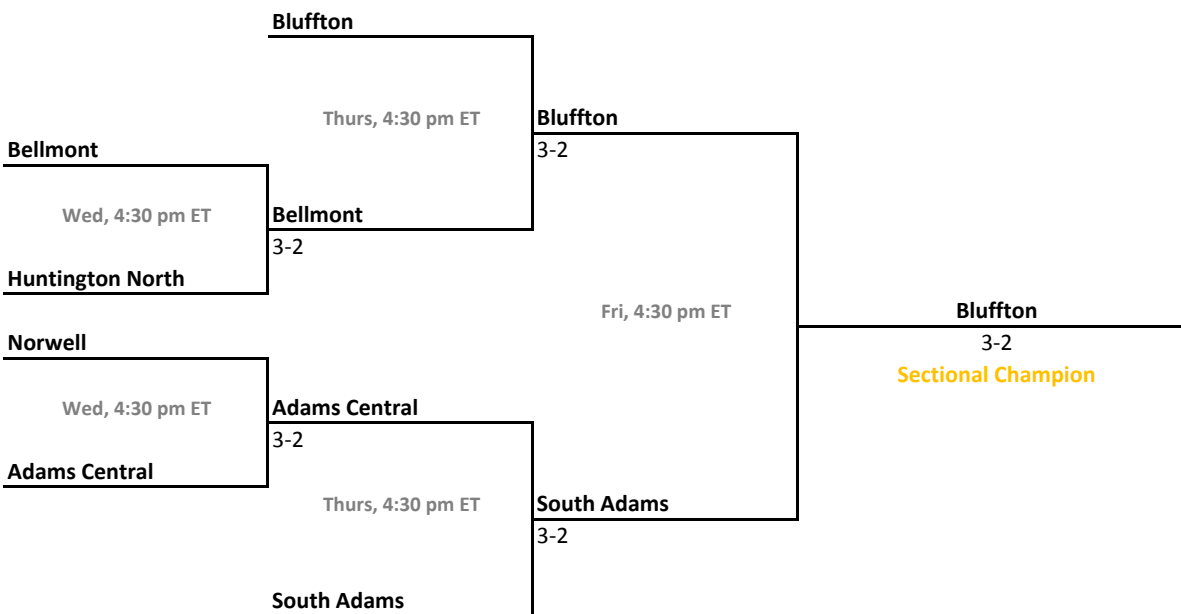 Bluffton
Thurs, 4:30 pm ET
Bluffton
3-2
Bellmont
Wed, 4:30 pm ET
Bellmont
3-2
Huntington North
Fri, 4:30 pm ET
Bluffton
3-2
Sectional Champion
Norwell
Wed, 4:30 pm ET
Adams Central
3-2
Adams Central
Thurs, 4:30 pm ET
South Adams
3-2
South Adams